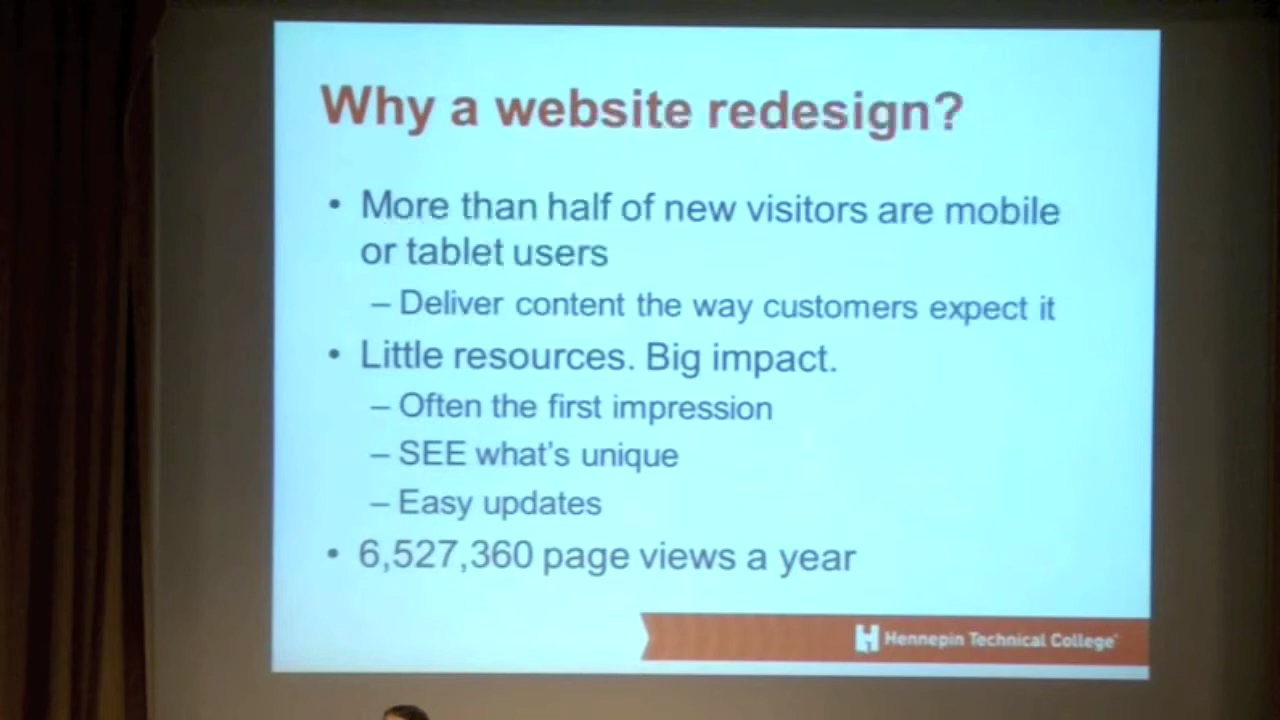 Why a website redesign?
• More than half of new visitors are mobile
or tablet users
– Deliver content the way customers expect it
• Little resources. Big impact.
– Often the first impression
– SEE what's unique
– Easy updates
• 6,527,360 page views a year
Hennepin Technical College